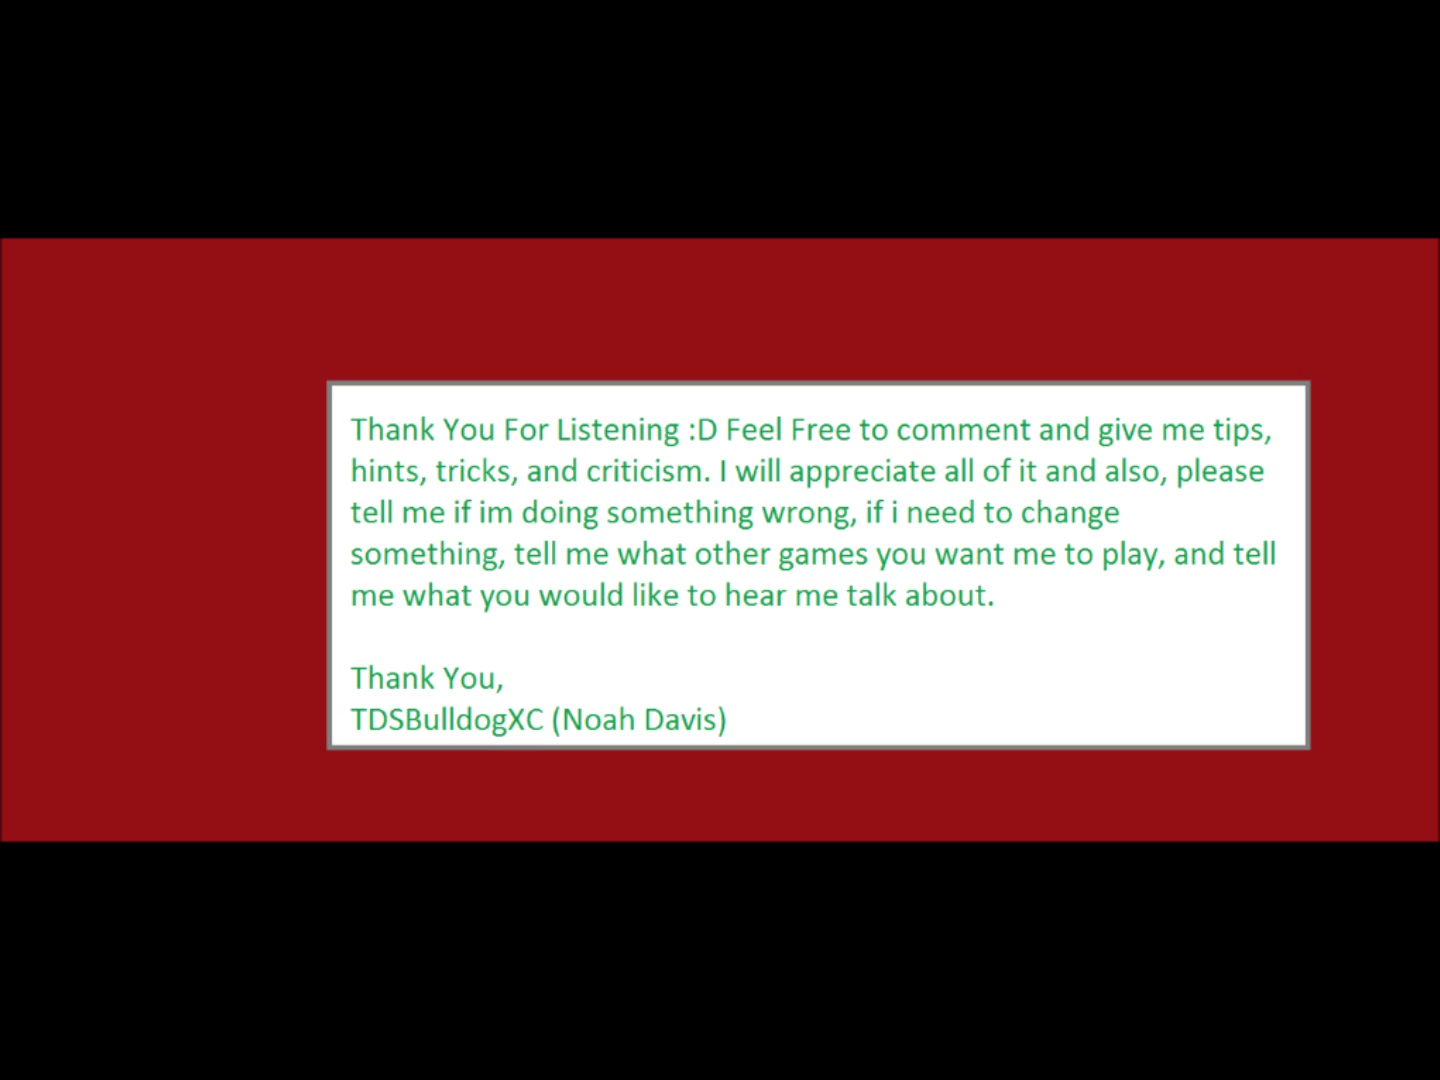 Thank You For Listening :D Feel Free to comment and give me tips,
hints, tricks, and criticism. I will appreciate all of it and also, please
tell me if im doing something wrong, if i need to change
something, tell me what other games you want me to play, and tell
me what you would like to hear me talk about.
Thank You,
TDSBulldogXC (Noah Davis)